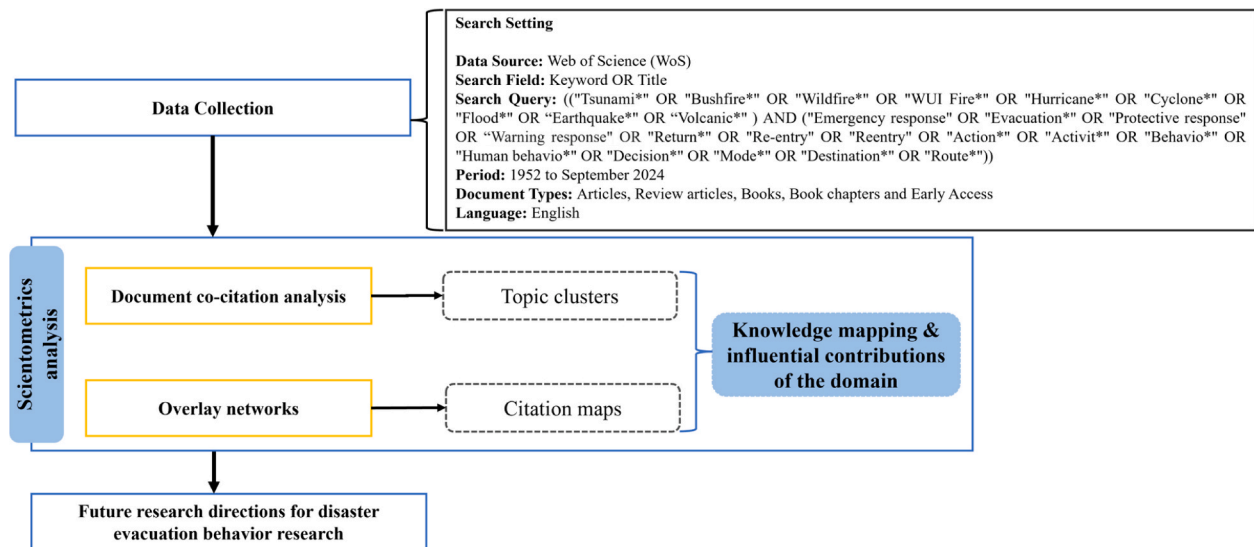 Search Setting
Data Source: Web of Science (WoS)
Search Field: Keyword OR Title
Search Query: (("Tsunami*" OR "Bushfire*" OR "Wildfire*" OR "WUI Fire*" OR "Hurricane*" OR "Cyclone*" OR
"Flood*" OR “Earthquake*" OR “Volcanic*" ) AND ("Emergency response" OR "Evacuation*" OR "Protective response"
OR “Warning response" OR "Return*" OR "Re-entry" OR "Reentry" OR "Action*" OR "Activit*" OR "Behavio*" OR
"Human behavio*" OR "Decision*" OR "Mode*" OR "Destination*" OR "Route*"))
Period: 1952 to September 2024
Document Types: Articles, Review articles, Books, Book chapters and Early Access
Language: English
Data Collection
Scientometrics
analysis
Document co-citation analysis
Topic clusters
Overlay networks
Citation maps
Knowledge mapping &
influential contributions
of the domain
Future research directions for disaster
evacuation behavior research